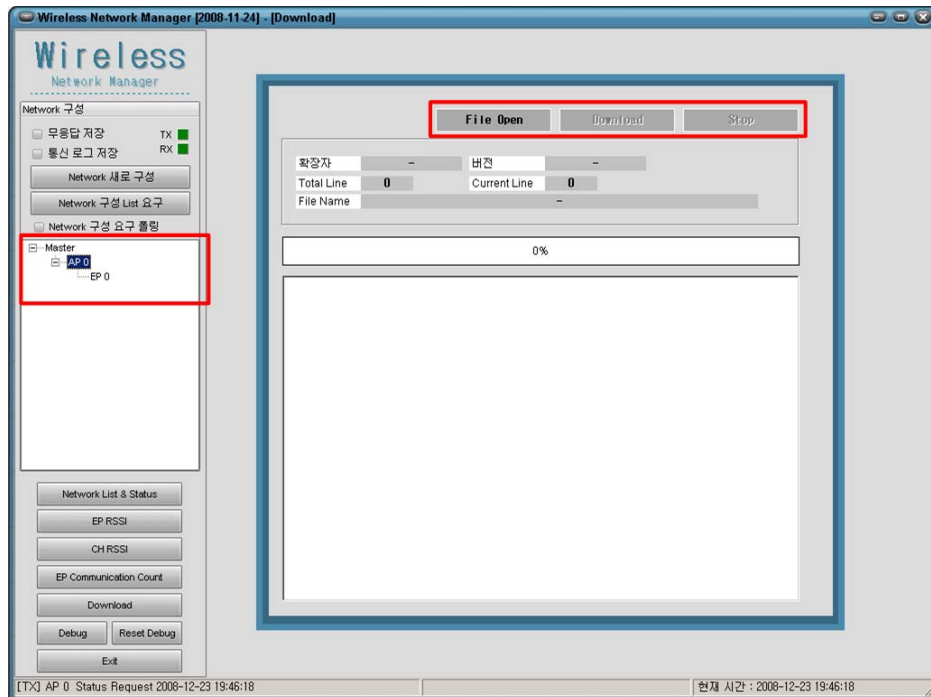 Wireless Network Manager [2008-11-24] - [Download]
Wireless
Network Manager
Network 구성
무응답 저장 TX
통신 로그 저장 RX
Network 새로 구성
Network 구성 List 요구
Network 구성 요구 폴링
Master
AP 0
EP 0
Network List & Status
EP RSSI
CH RSSI
EP Communication Count
Download
Debug Reset Debug
Exit
File Open Download Stop
확장자 - 버전 -
Total Line 0 Current Line 0
File Name -
0%
[TX] AP 0 Status Request 2008-12-23 19:46:18
현재 시간 : 2008-12-23 19:46:18